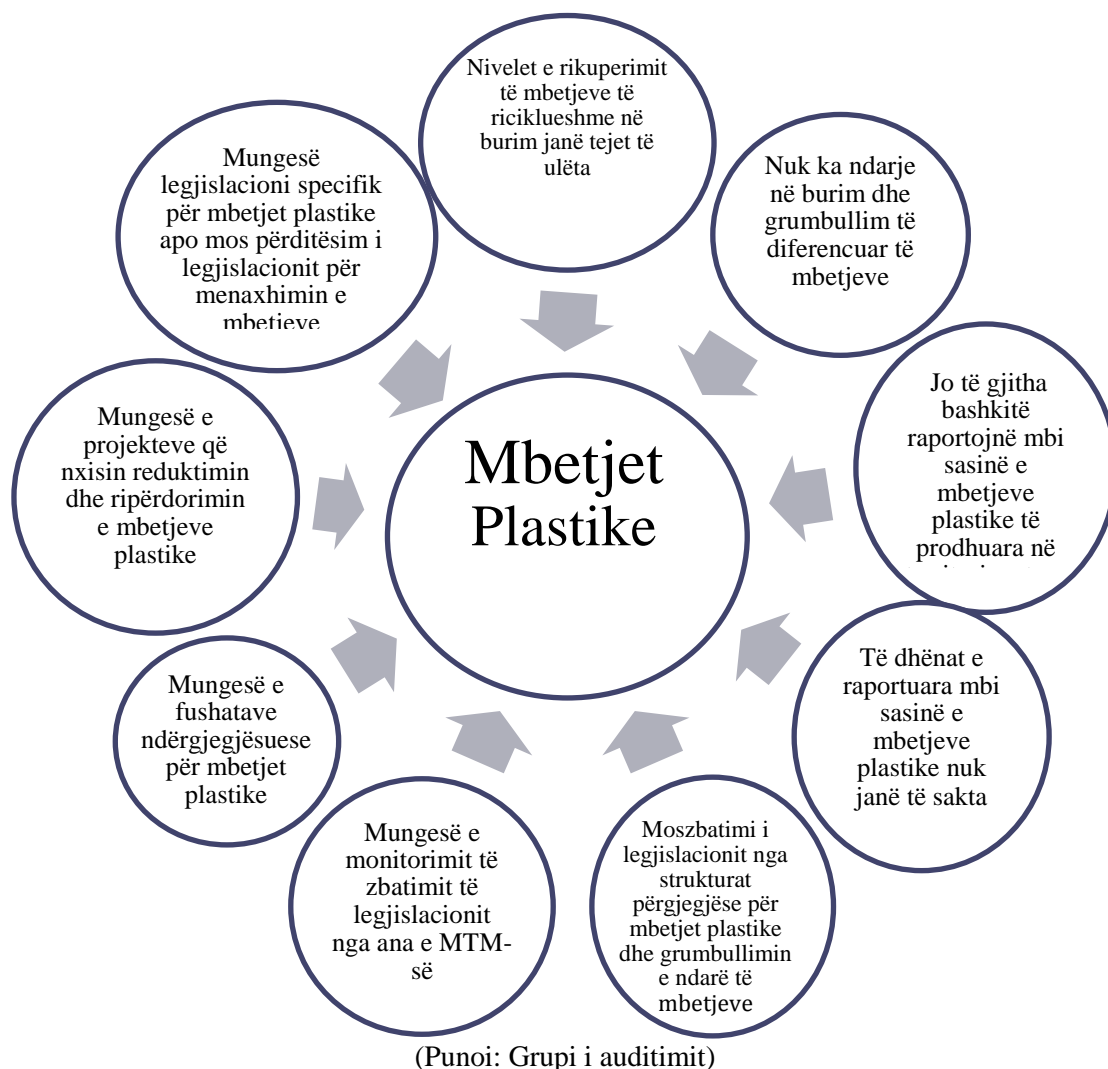 Nivelet e rikuperimit
të mbetjeve të
riciklueshme në
burim janë tejet të
ulëta
Nuk ka ndarje
në burim dhe
grumbullim të
diferencuar të
mbetjeve
Jo të gjitha
bashkitë
raportojnë mbi
sasinë e
mbetjeve
plastike të
prodhuara në
Të dhënat e
raportuara mbi
sasinë e
mbetjeve
plastike nuk
janë të sakta
Moszbatimi i
legjislacionit nga
strukturat
përgjegjëse për
mbetjet plastike
dhe grumbullimin
e ndarë të
mbetjeve
Mungesë e
monitorimit të
zbatimit të
legjislacionit
nga ana e MTM-
së
Mungesë e
fushatave
ndërgjegjësuese
për mbetjet
plastike
Mungesë e
projekteve që
nxisin reduktimin
dhe ripërdorimin
e mbetjeve
plastike
Mungesë
legjislacioni specifik
për mbetjet plastike
apo mos përditësim i
legjislacionit për
menaxhimin e
mbetjeve
Mbetjet
Plastike
(Punoi: Grupi i auditimit)